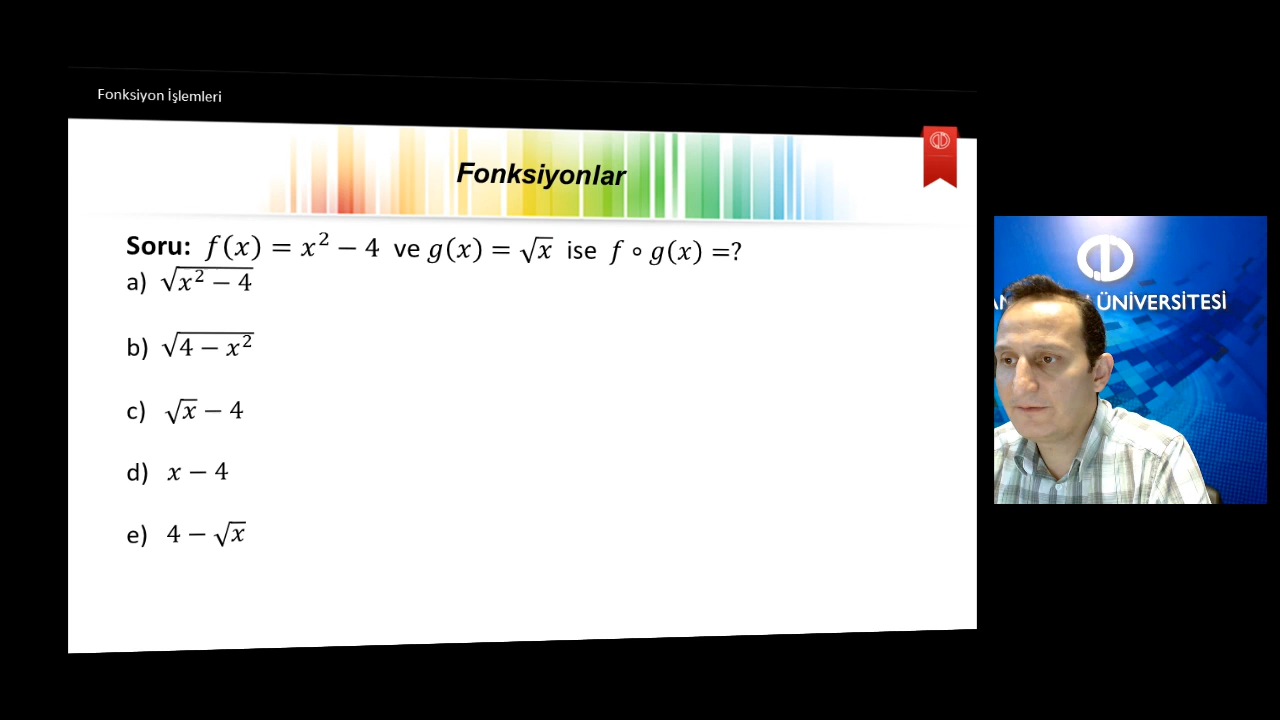 Fonksiyon İşlemleri
Fonksiyonlar
Soru: f(x) = x² − 4 ve g(x) = √x ise f ∘ g(x) =?
a) √(x² − 4)
b) √(4 − x²)
c) √x − 4
d) x − 4
e) 4 − √x
ÜNİVERSİTESİ